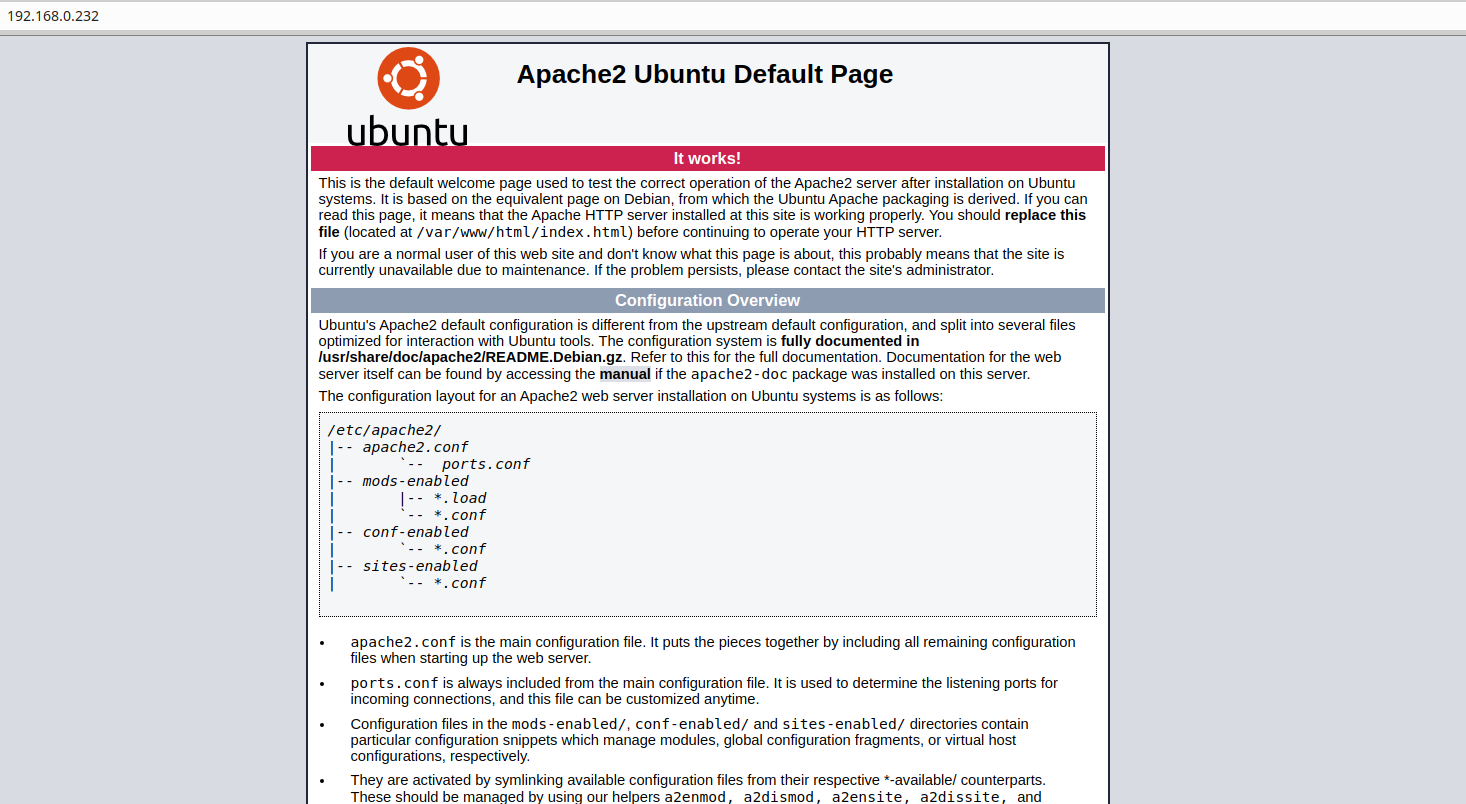 192.168.0.232
Apache2 Ubuntu Default Page
ubuntu
It works!
This is the default welcome page used to test the correct operation of the Apache2 server after installation on Ubuntu
systems. It is based on the equivalent page on Debian, from which the Ubuntu Apache packaging is derived. If you can
read this page, it means that the Apache HTTP server installed at this site is working properly. You should replace this
file (located at /var/www/html/index.html) before continuing to operate your HTTP server.
If you are a normal user of this web site and don't know what this page is about, this probably means that the site is
currently unavailable due to maintenance. If the problem persists, please contact the site's administrator.
Configuration Overview
Ubuntu's Apache2 default configuration is different from the upstream default configuration, and split into several files
optimized for interaction with Ubuntu tools. The configuration system is fully documented in
/usr/share/doc/apache2/README.Debian.gz. Refer to this for the full documentation. Documentation for the web
server itself can be found by accessing the manual if the apache2-doc package was installed on this server.
The configuration layout for an Apache2 web server installation on Ubuntu systems is as follows:
/etc/apache2/
|-- apache2.conf
|       `--  ports.conf
|-- mods-enabled
|       |-- *.load
|       `-- *.conf
|-- conf-enabled
|       `-- *.conf
|-- sites-enabled
|       `-- *.conf
• apache2.conf is the main configuration file. It puts the pieces together by including all remaining configuration
files when starting up the web server.
• ports.conf is always included from the main configuration file. It is used to determine the listening ports for
incoming connections, and this file can be customized anytime.
• Configuration files in the mods-enabled/, conf-enabled/ and sites-enabled/ directories contain
particular configuration snippets which manage modules, global configuration fragments, or virtual host
configurations, respectively.
• They are activated by symlinking available configuration files from their respective *-available/ counterparts.
These should be managed by using our helpers a2enmod, a2dismod, a2ensite, a2dissite, and